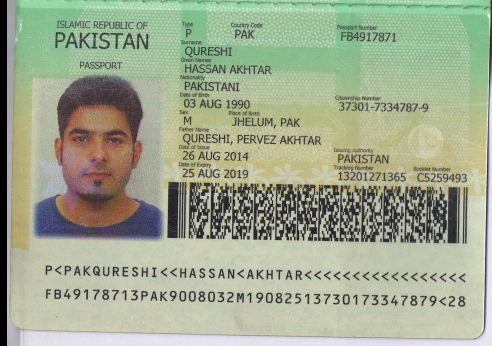 ISLAMIC REPUBLIC OF
PAKISTAN
PASSPORT
Type Country Code Passport Number
P PAK FB4917871
Surname
QURESHI
Given Names
HASSAN AKHTAR
Nationality
PAKISTANI
Date of Birth Citizenship Number
03 AUG 1990 37301-7334787-9
Sex Place of Birth
M JHELUM, PAK
Father Name
QURESHI, PERVEZ AKHTAR
Date of Issue Issuing Authority
26 AUG 2014 PAKISTAN
Date of Expiry Tracking Number Booklet Number
25 AUG 2019 13201271365 C5259493
P<PAKQURESHI<<HASSAN<AKHTAR<<<<<<<<<<<<<<<<<
FB49178713PAK9008032M19082513730173347879<28